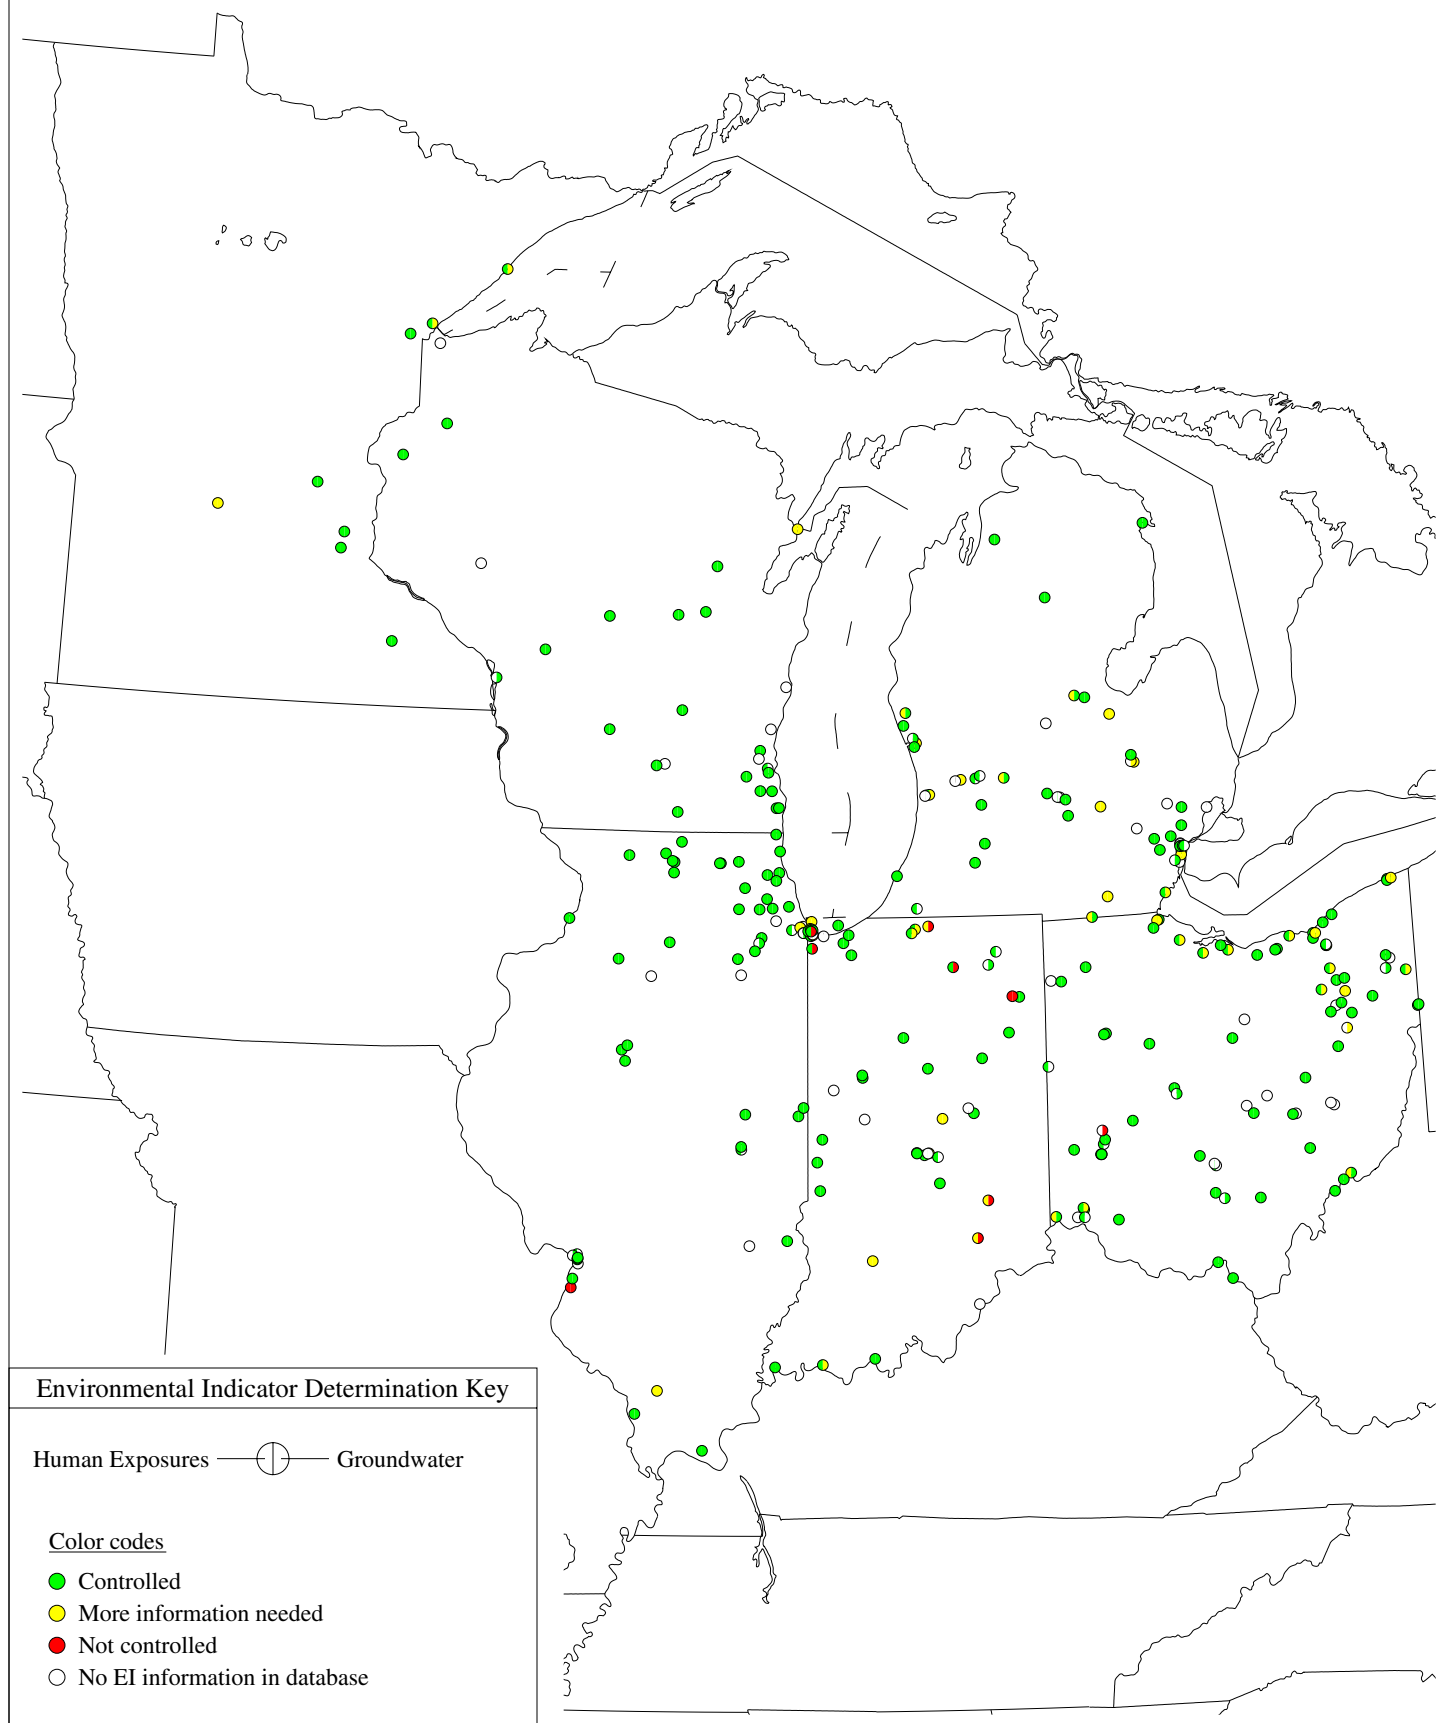 Environmental Indicator Determination Key
Human Exposures Groundwater
Color codes
Controlled
More information needed
Not controlled
No EI information in database